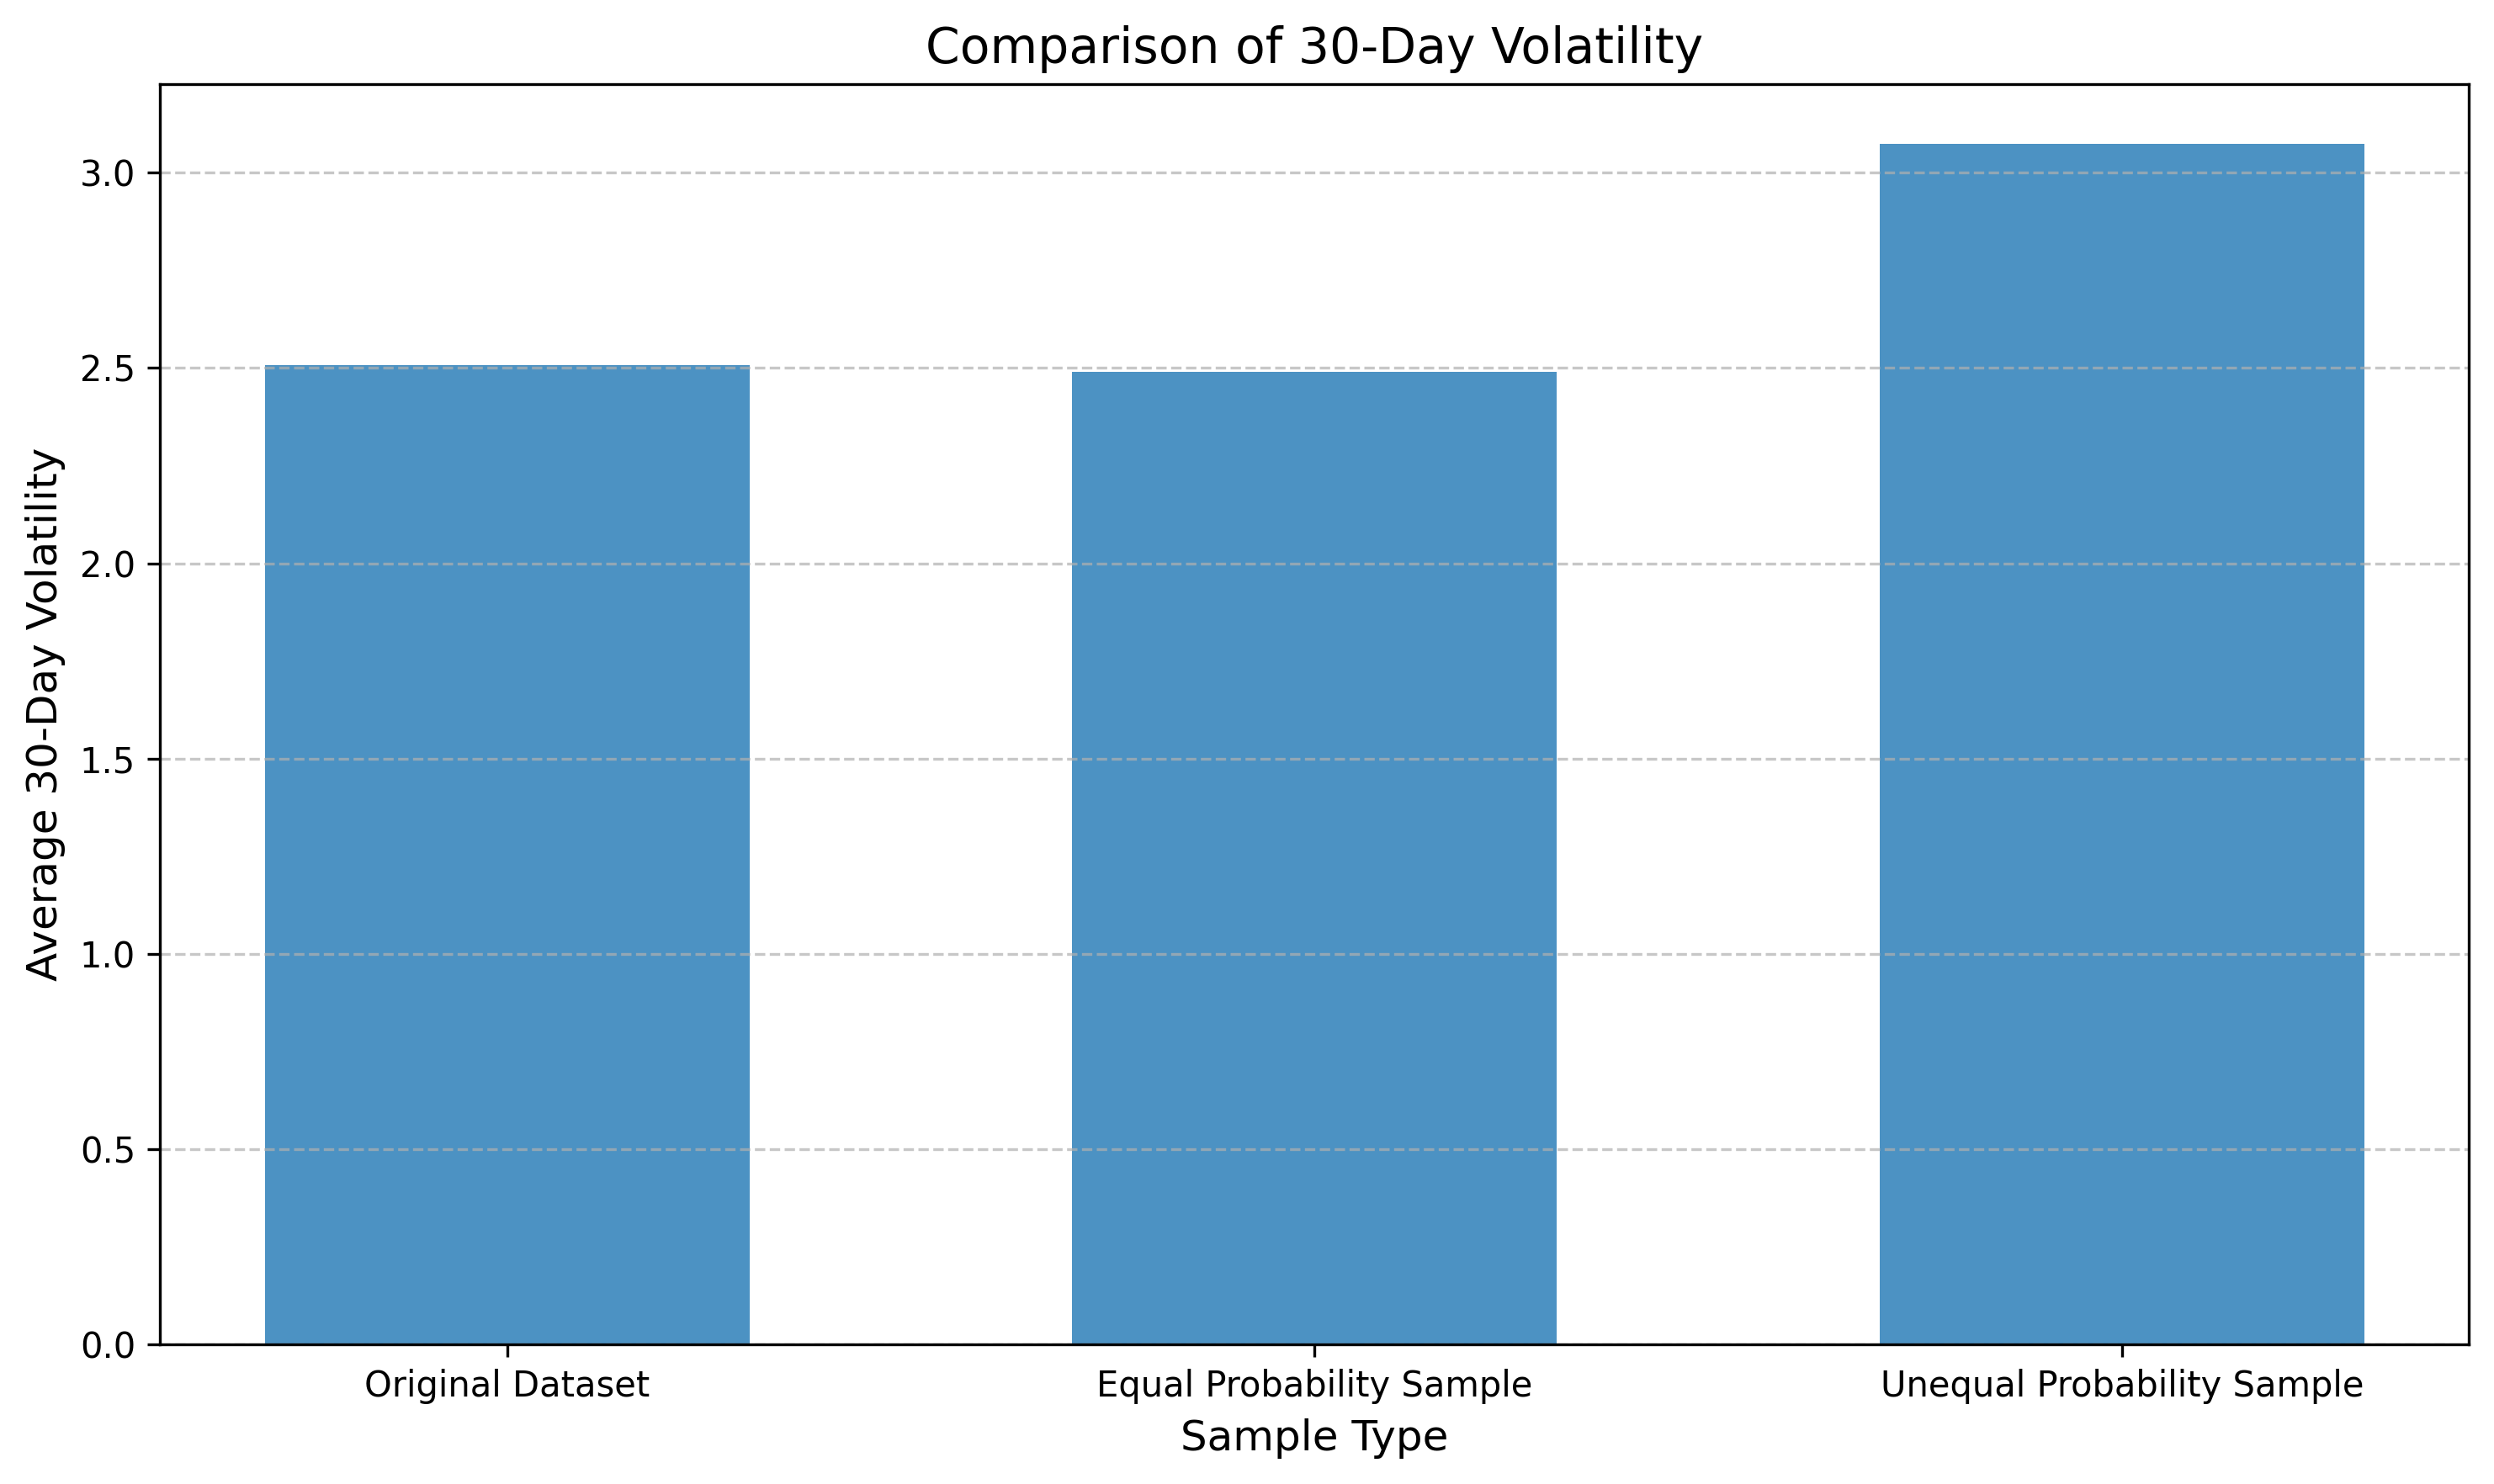 Comparison of 30-Day Volatility
Average 30-Day Volatility
3.0
2.5
2.0
1.5
1.0
0.5
0.0
Original Dataset
Equal Probability Sample
Unequal Probability Sample
Sample Type